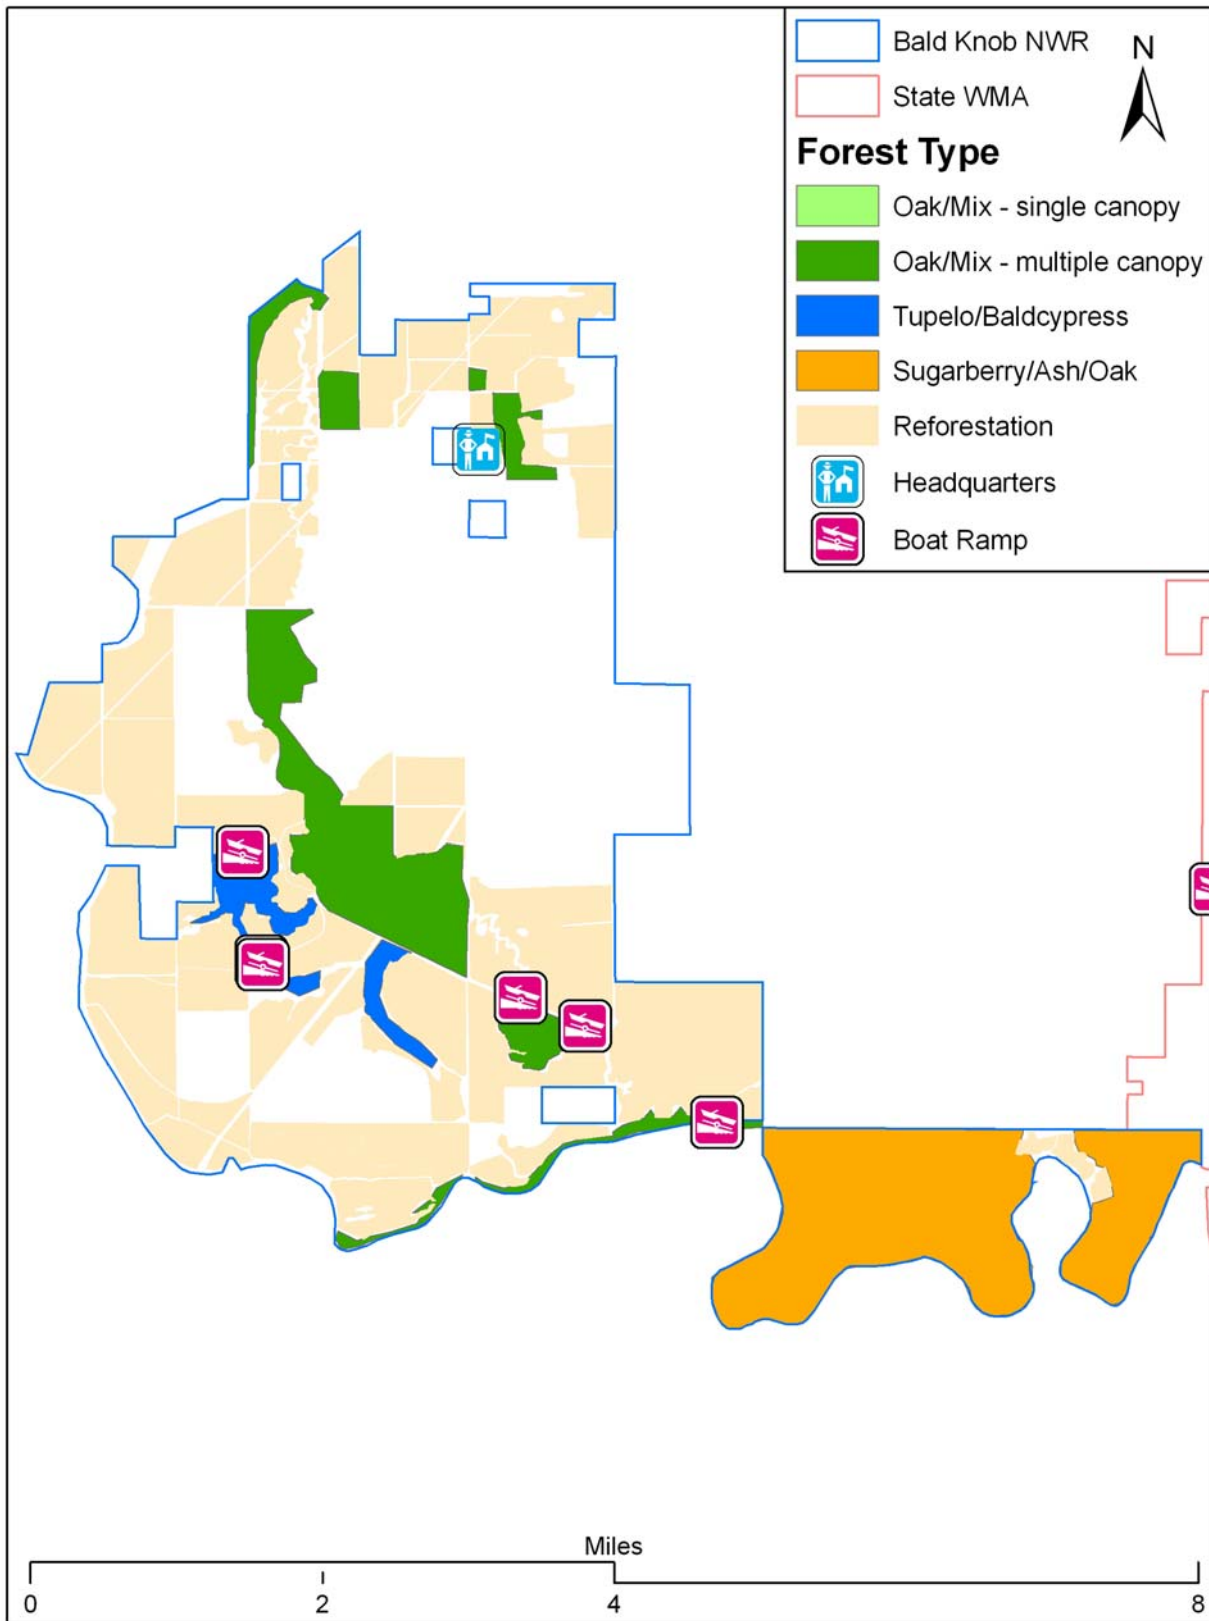 Bald Knob NWR
N
State WMA
Forest Type
Oak/Mix - single canopy
Oak/Mix - multiple canopy
Tupelo/Baldcypress
Sugarberry/Ash/Oak
Reforestation
Headquarters
Boat Ramp
Miles
0 2 4 8